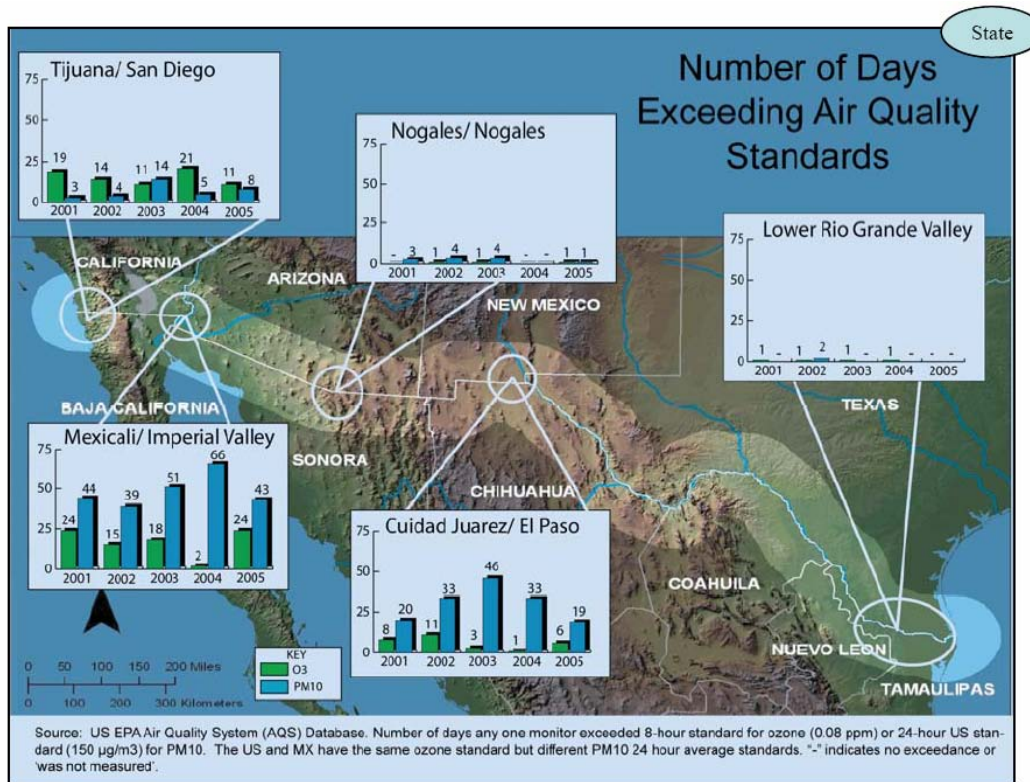 State
Number of Days
Exceeding Air Quality
Standards
Tijuana/ San Diego
75
50
25
0
19 3 14 4 11 14 21 5 11 8
2001 2002 2003 2004 2005
Nogales/ Nogales
75
50
25
0
- 3 1 4 1 4 - - 1 1
2001 2002 2003 2004 2005
Lower Rio Grande Valley
75
50
25
0
1 - 1 2 1 - 1 - - -
2001 2002 2003 2004 2005
CALIFORNIA
ARIZONA
NEW MEXICO
TEXAS
BAJA CALIFORNIA
SONORA
CHIHUAHUA
COAHUILA
NUEVO LEON
TAMAULIPAS
Mexicali/ Imperial Valley
75
50
25
0
24 44 15 39 18 51 2 66 24 43
2001 2002 2003 2004 2005
Cuidad Juarez/ El Paso
75
50
25
0
8 20 11 33 3 46 1 33 6 19
2001 2002 2003 2004 2005
KEY
O3
PM10
0 50 100 150 200 Miles
0 100 200 300 Kilometers
Source: US EPA Air Quality System (AQS) Database. Number of days any one monitor exceeded 8-hour standard for ozone (0.08 ppm) or 24-hour US stan-
dard (150 µg/m3) for PM10. The US and MX have the same ozone standard but different PM10 24 hour average standards. "-" indicates no exceedance or
'was not measured'.